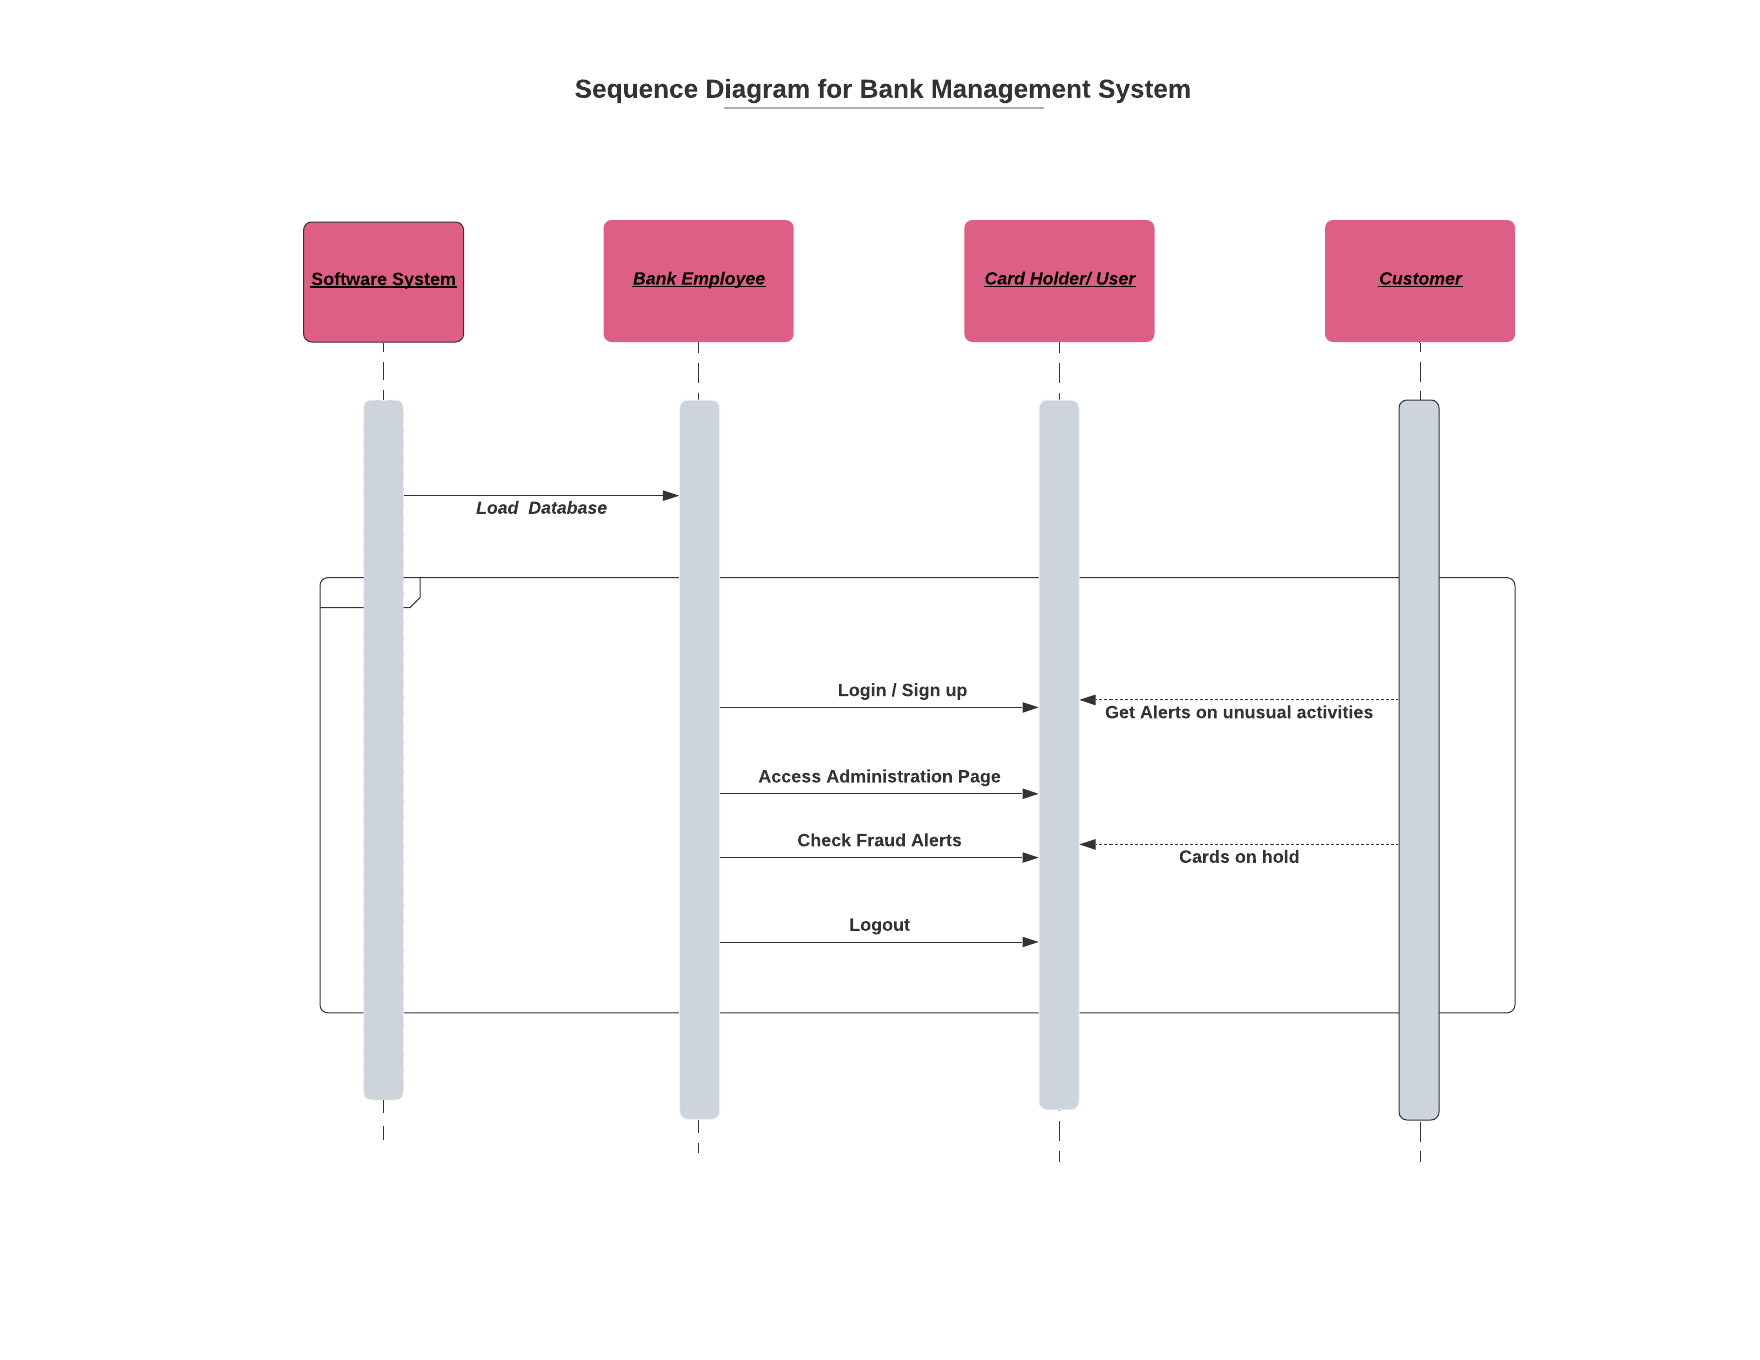 Sequence Diagram for Bank Management System
Software System
Bank Employee
Card Holder/ User
Customer
Load  Database
Login / Sign up
Get Alerts on unusual activities
Access Administration Page
Check Fraud Alerts
Cards on hold
Logout